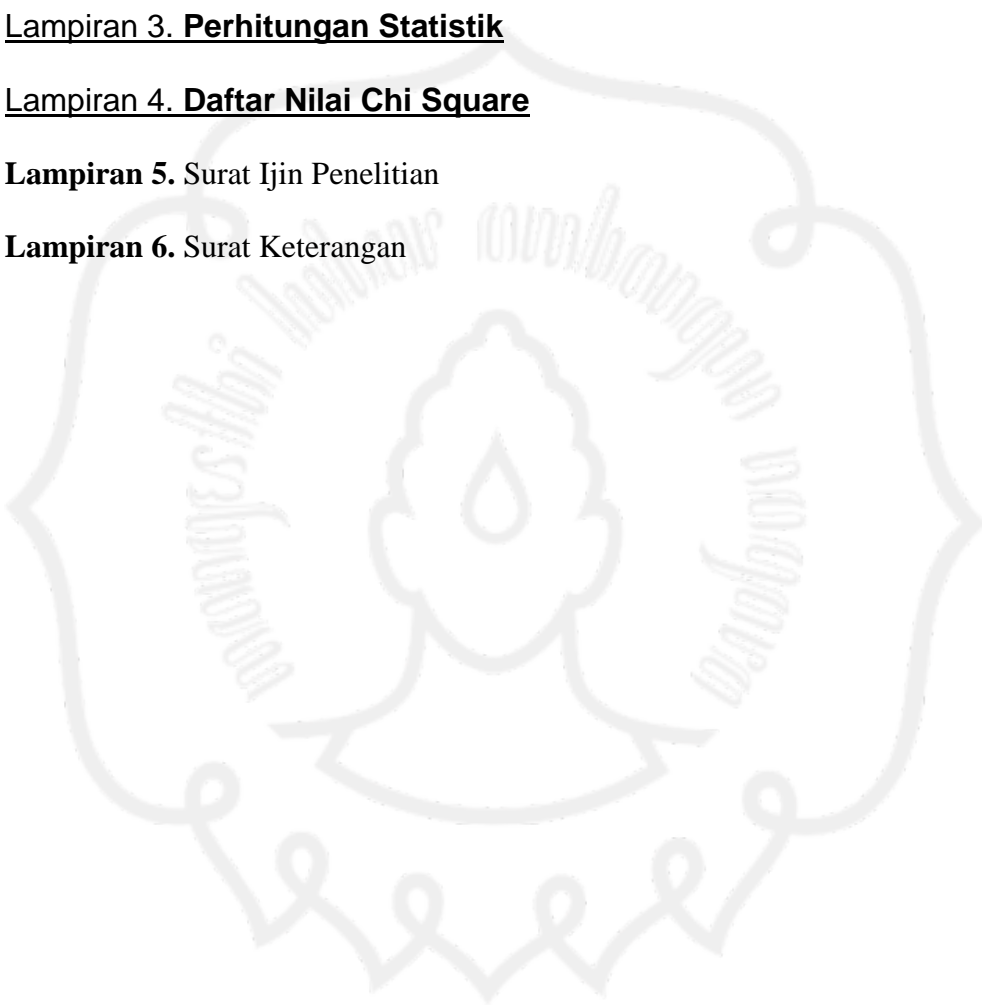 Lampiran 3. Perhitungan Statistik
Lampiran 4. Daftar Nilai Chi Square
Lampiran 5. Surat Ijin Penelitian
Lampiran 6. Surat Keterangan